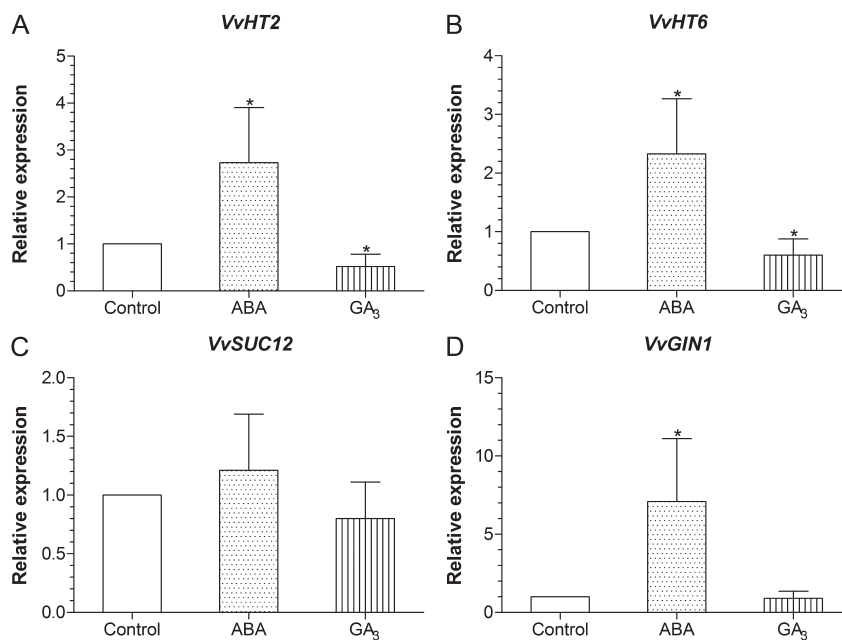 A
VvHT2
Relative expression
5
4
3
2
1
0
*
*
Control
ABA
GA₃
B
VvHT6
Relative expression
4
3
2
1
0
*
*
Control
ABA
GA₃
C
VvSUC12
Relative expression
2.0
1.5
1.0
0.5
0.0
Control
ABA
GA₃
D
VvGIN1
Relative expression
15
10
5
0
*
Control
ABA
GA₃